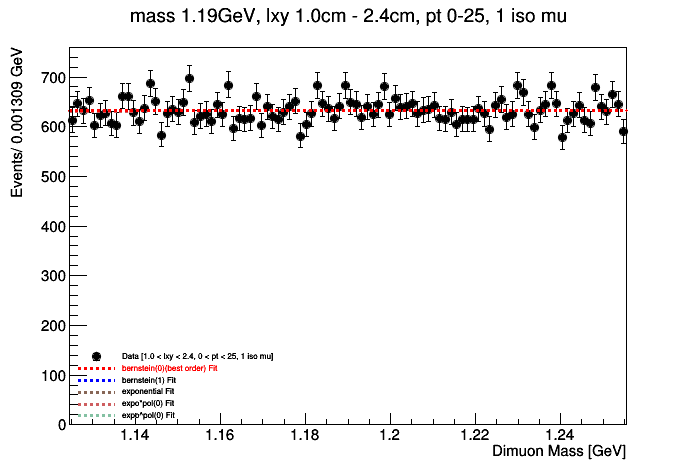 mass 1.19GeV, lxy 1.0cm - 2.4cm, pt 0-25, 1 iso mu
Events/ 0.001309 GeV
700
600
500
400
300
200
100
0
Data [1.0 < lxy < 2.4, 0 < pt < 25, 1 iso mu]
bernstein(0)(best order) Fit
bernstein(1) Fit
exponential Fit
expo*pol(0) Fit
exp^pol(0) Fit
1.14 1.16 1.18 1.2 1.22 1.24
Dimuon Mass [GeV]